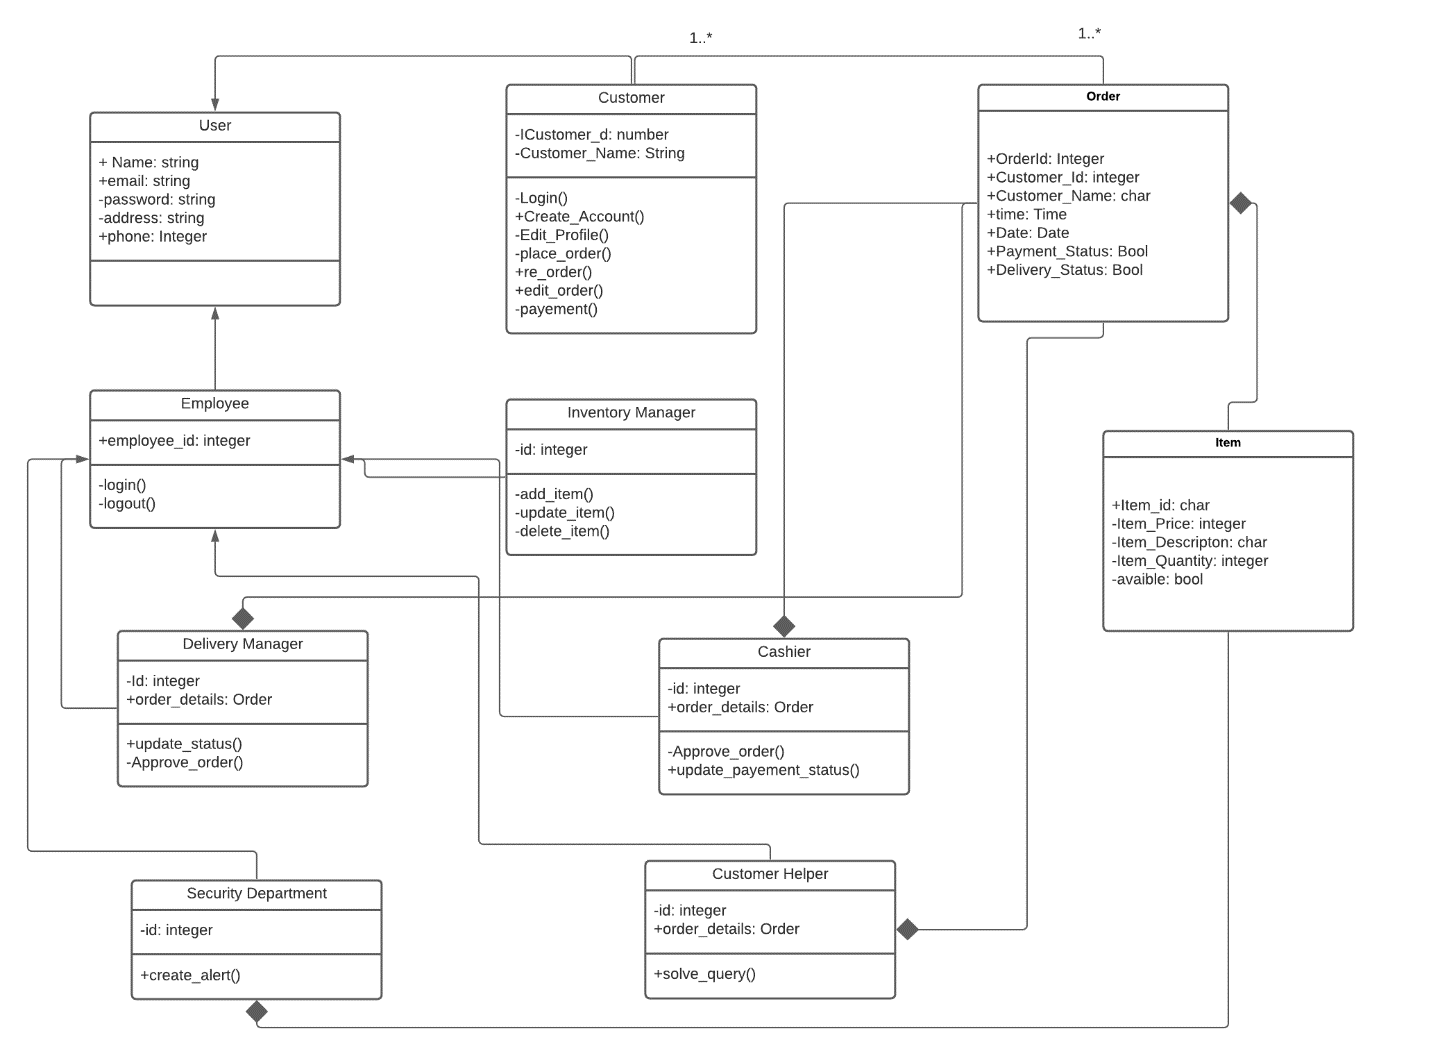 1..*
1..*
User
+ Name: string
+email: string
-password: string
-address: string
+phone: Integer
Customer
-ICustomer_d: number
-Customer_Name: String
-Login()
+Create_Account()
-Edit_Profile()
-place_order()
+re_order()
+edit_order()
-payement()
Order
+OrderId: Integer
+Customer_Id: integer
+Customer_Name: char
+time: Time
+Date: Date
+Payment_Status: Bool
+Delivery_Status: Bool
Employee
+employee_id: integer
-login()
-logout()
Inventory Manager
-id: integer
-add_item()
-update_item()
-delete_item()
Item
+Item_id: char
-Item_Price: integer
-Item_Descripton: char
-Item_Quantity: integer
-avaible: bool
Delivery Manager
-Id: integer
+order_details: Order
+update_status()
-Approve_order()
Cashier
-id: integer
+order_details: Order
-Approve_order()
+update_payement_status()
Security Department
-id: integer
+create_alert()
Customer Helper
-id: integer
+order_details: Order
+solve_query()